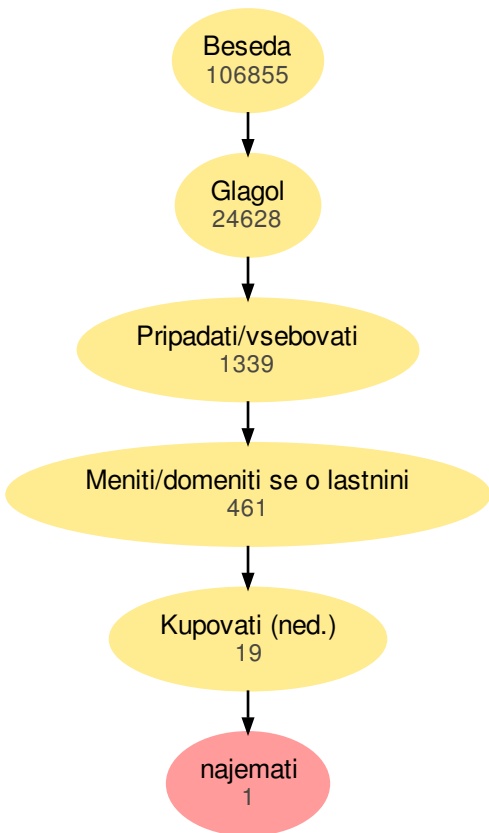 Beseda
106855
Glagol
24628
Pripadati/vsebovati
1339
Meniti/domeniti se o lastnini
461
Kupovati (ned.)
19
najemati
1